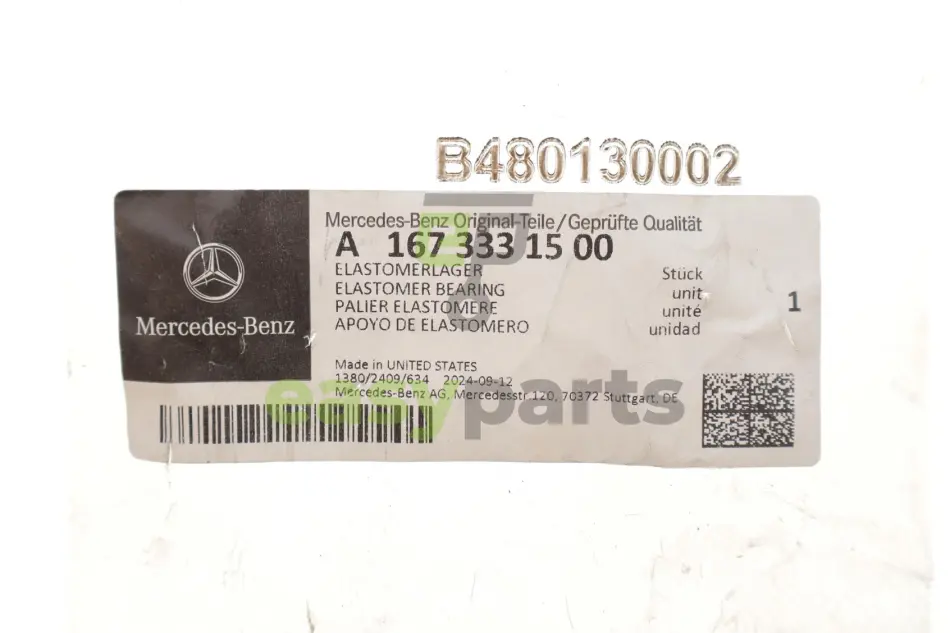 B480130002
Mercedes-Benz Original-Teile/Geprüfte Qualität
A 167 333 15 00
ELASTOMERLAGER Stück
ELASTOMER BEARING unit
PALIER ELASTOMERE unité
APOYO DE ELASTOMERO unidad
1
Mercedes-Benz
Made in UNITED STATES
1380/2409/634 2024-09-12
Mercedes-Benz AG, Mercedesstr.120, 70372 Stuttgart, DE
easyparts